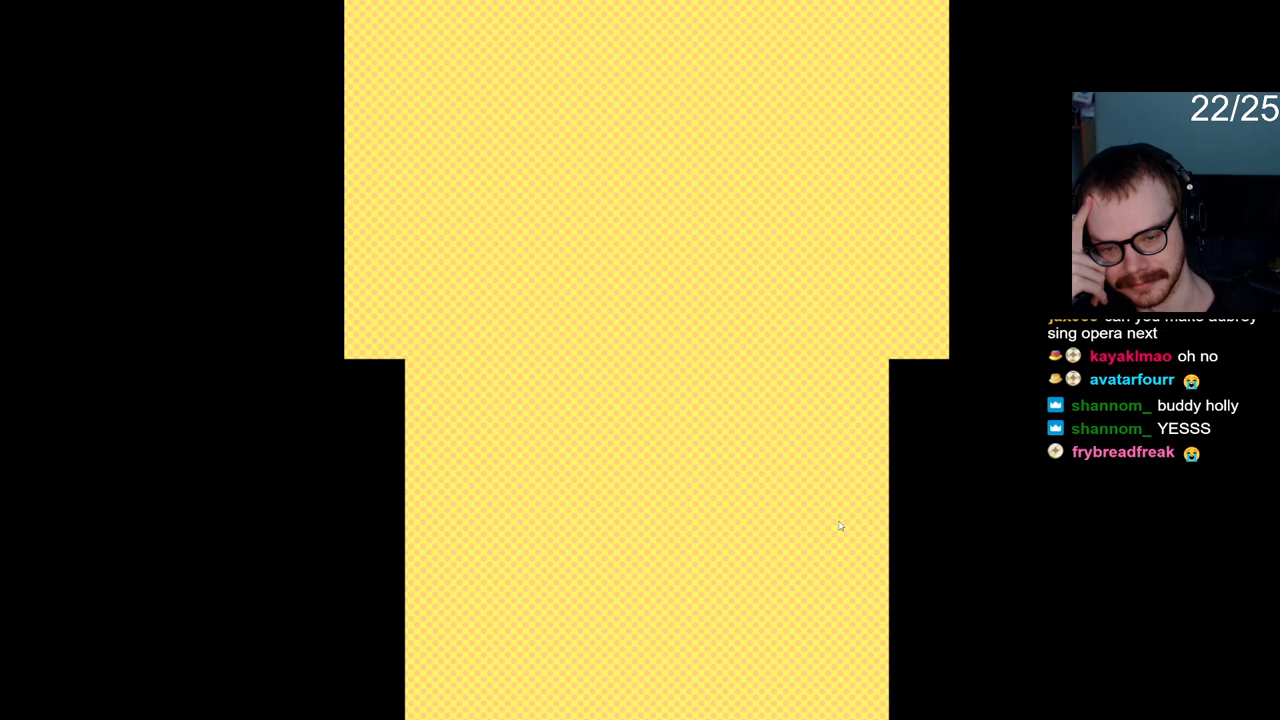 22/25
sing opera next
kayaklmao oh no
avatarfourr
shannom_ buddy holly
shannom_ YESSS
frybreadfreak